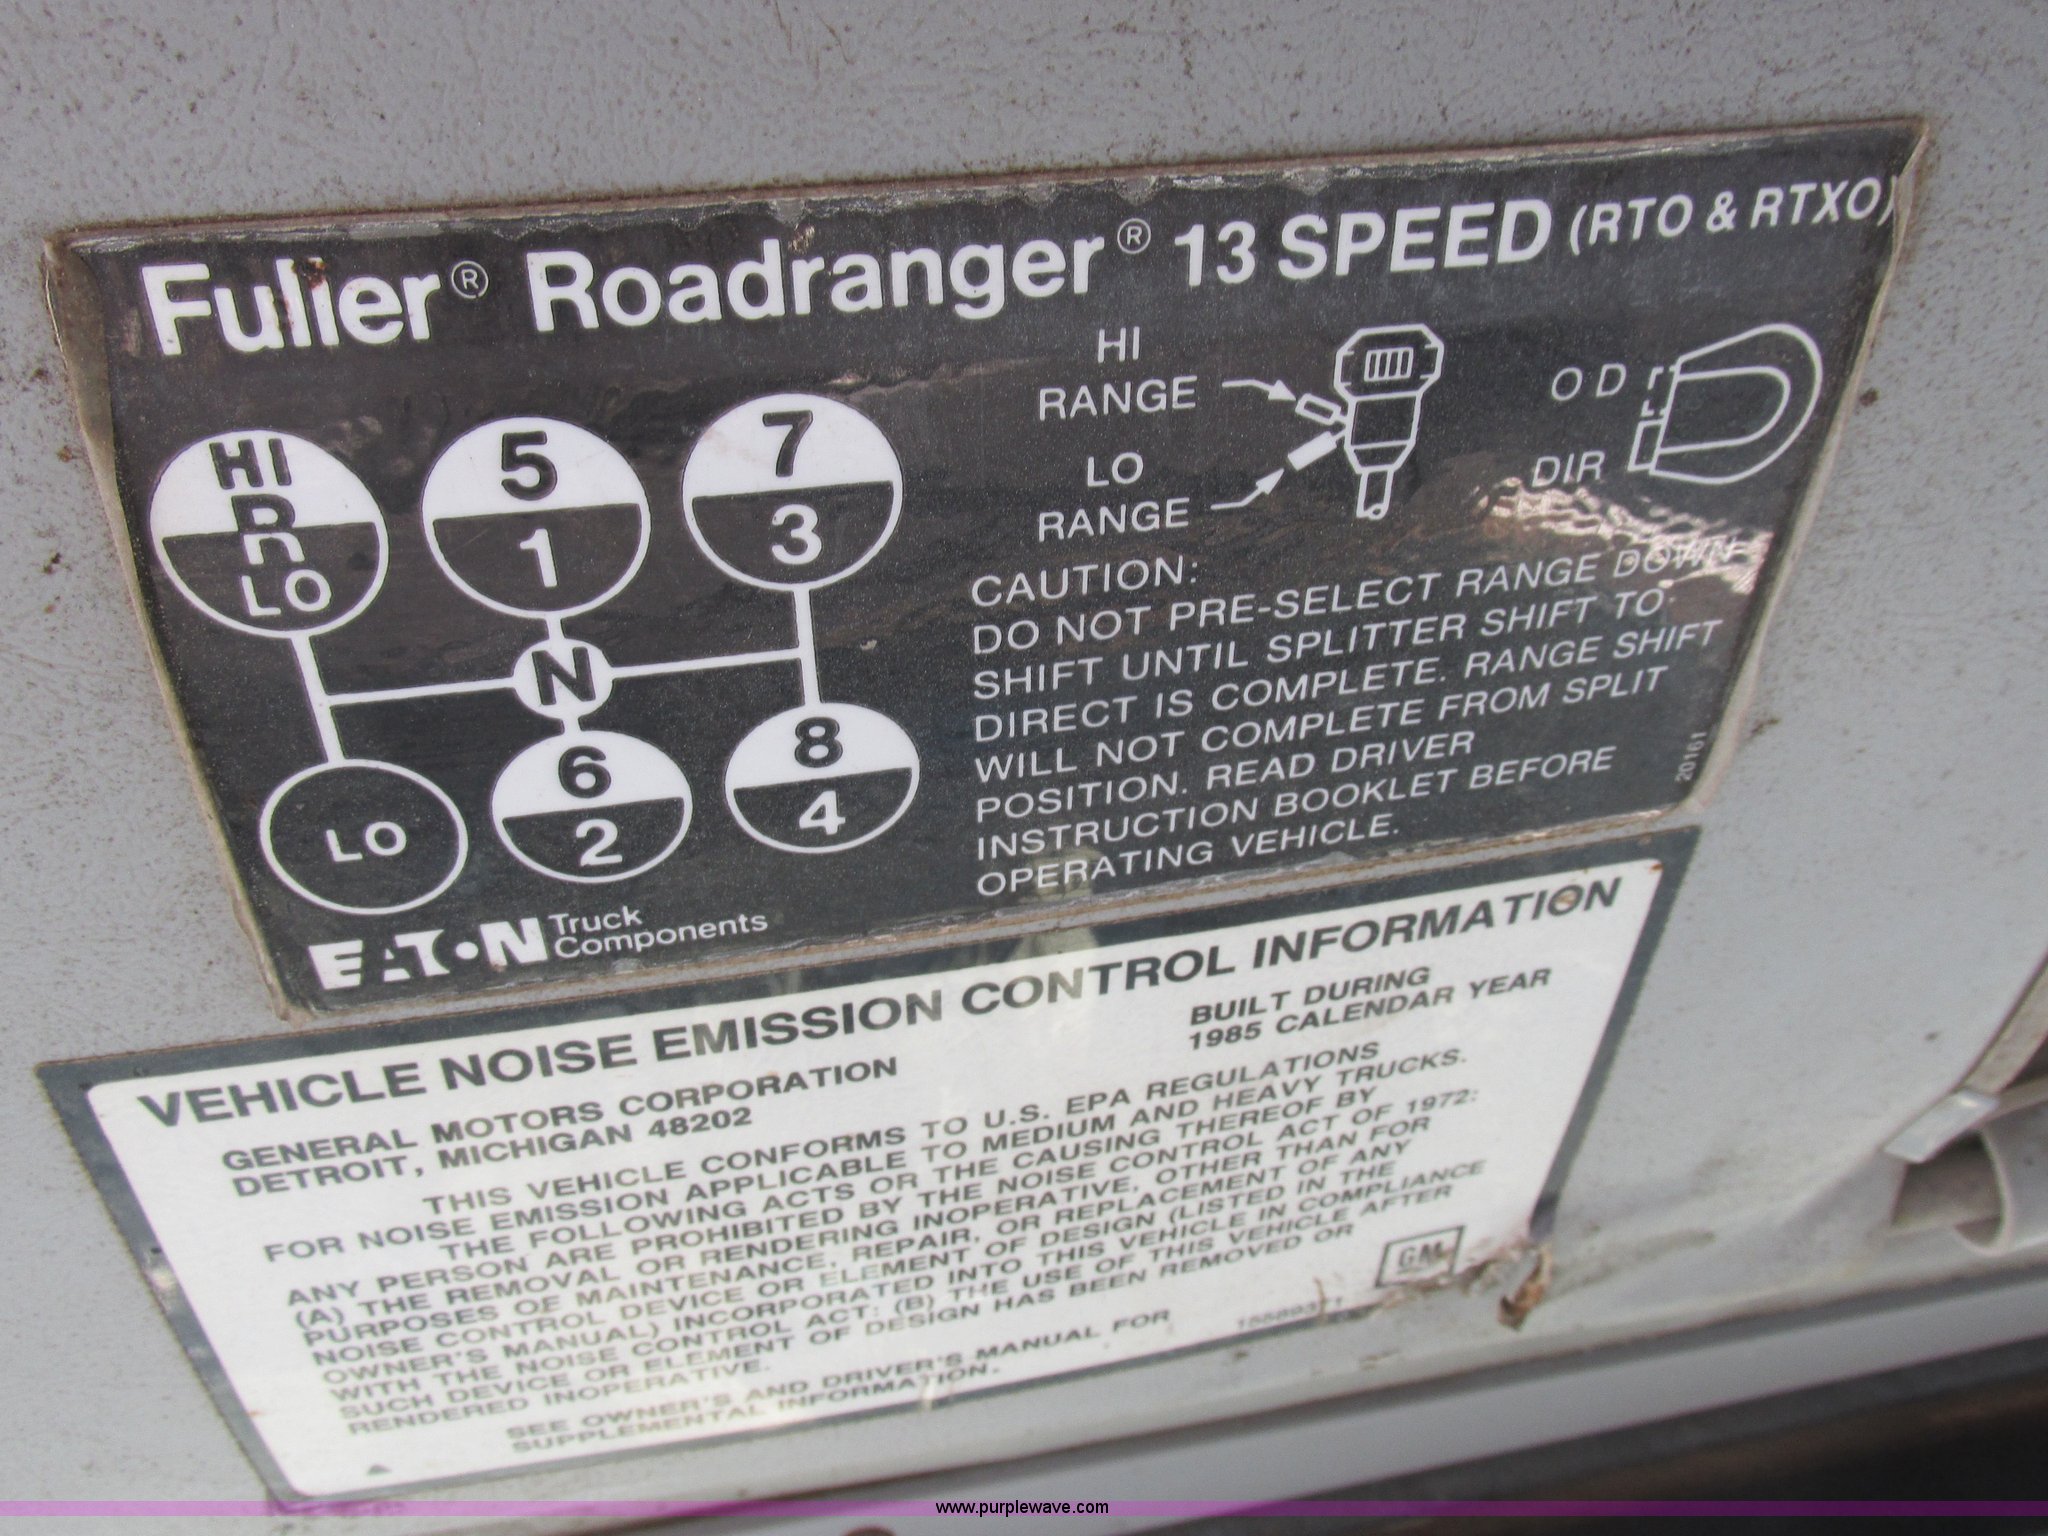 Fuller® Roadranger® 13 SPEED (RTO & RTXO)
HI
R
LO
5
1
7
3
N
LO
6
2
8
4
HI
RANGE
LO
RANGE
OD
DIR
CAUTION:
DO NOT PRE-SELECT RANGE DOWN
SHIFT UNTIL SPLITTER SHIFT TO
DIRECT IS COMPLETE. RANGE SHIFT
WILL NOT COMPLETE FROM SPLIT
POSITION. READ DRIVER
INSTRUCTION BOOKLET BEFORE
OPERATING VEHICLE.
20161
EATON Truck
Components
VEHICLE NOISE EMISSION CONTROL INFORMATION
GENERAL MOTORS CORPORATION
DETROIT, MICHIGAN 48202
BUILT DURING
1985 CALENDAR YEAR
THIS VEHICLE CONFORMS TO U.S. EPA REGULATIONS
FOR NOISE EMISSION APPLICABLE TO MEDIUM AND HEAVY TRUCKS.
THE FOLLOWING ACTS OR THE CAUSING THEREOF BY
ANY PERSON ARE PROHIBITED BY THE NOISE CONTROL ACT OF 1972:
(A) THE REMOVAL OR RENDERING INOPERATIVE, OTHER THAN FOR
PURPOSES OF MAINTENANCE, REPAIR, OR REPLACEMENT OF ANY
NOISE CONTROL DEVICE OR ELEMENT OF DESIGN (LISTED IN THE
OWNER'S MANUAL) INCORPORATED INTO THIS VEHICLE IN COMPLIANCE
WITH THE NOISE CONTROL ACT: (B) THE USE OF THIS VEHICLE AFTER
SUCH DEVICE OR ELEMENT OF DESIGN HAS BEEN REMOVED OR
RENDERED INOPERATIVE.
SEE OWNER'S AND DRIVER'S MANUAL FOR
SUPPLEMENTAL INFORMATION.
www.purplewave.com